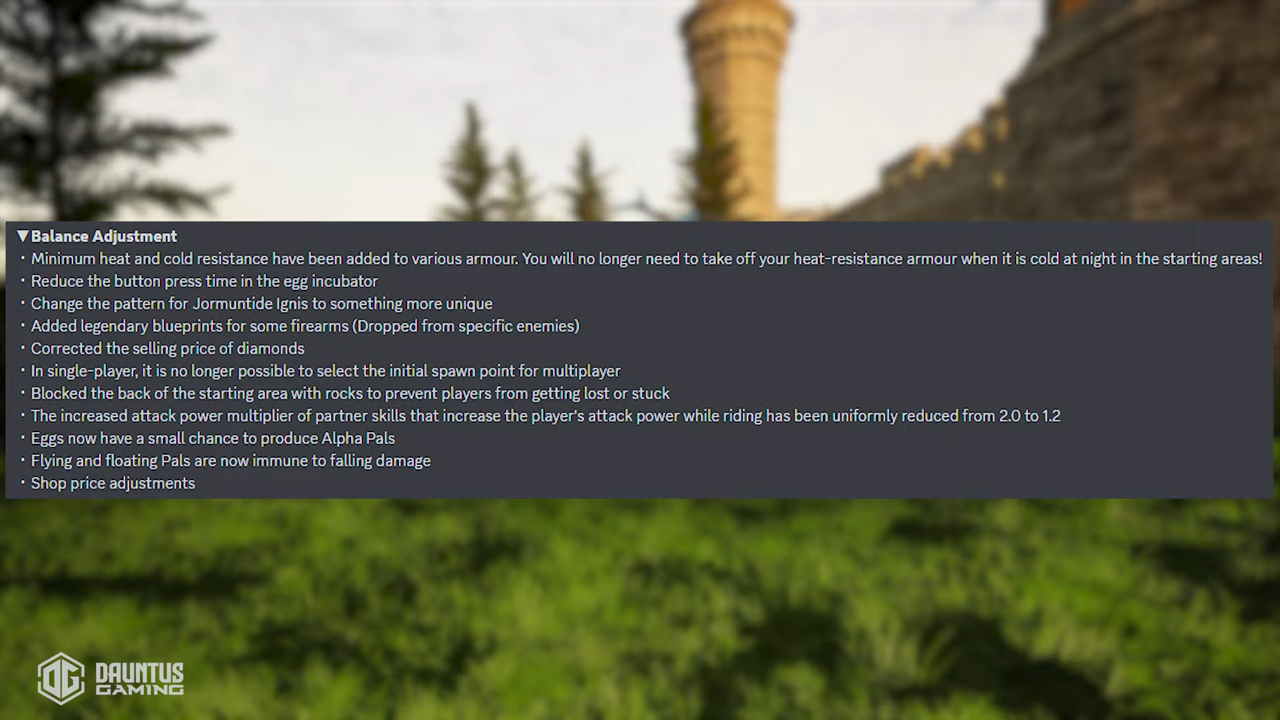 ▼Balance Adjustment
・Minimum heat and cold resistance have been added to various armour. You will no longer need to take off your heat-resistance armour when it is cold at night in the starting areas!
・Reduce the button press time in the egg incubator
・Change the pattern for Jormuntide Ignis to something more unique
・Added legendary blueprints for some firearms (Dropped from specific enemies)
・Corrected the selling price of diamonds
・In single-player, it is no longer possible to select the initial spawn point for multiplayer
・Blocked the back of the starting area with rocks to prevent players from getting lost or stuck
・The increased attack power multiplier of partner skills that increase the player's attack power while riding has been uniformly reduced from 2.0 to 1.2
・Eggs now have a small chance to produce Alpha Pals
・Flying and floating Pals are now immune to falling damage
・Shop price adjustments
DG DAUNTUS
GAMING